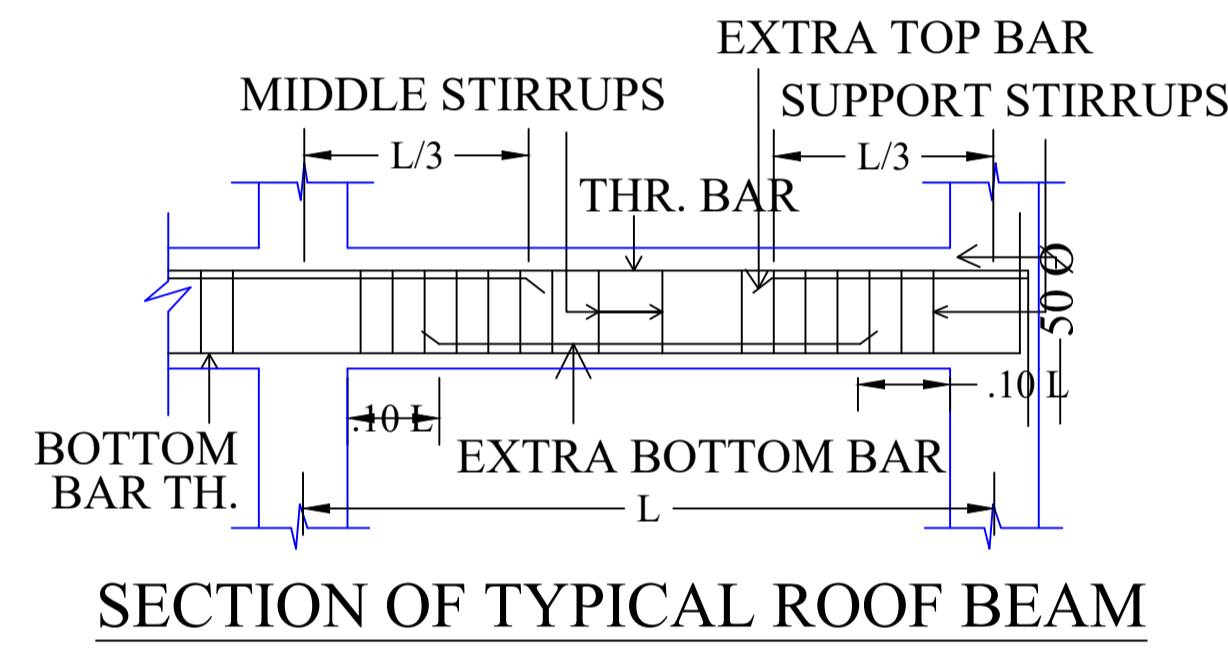 EXTRA TOP BAR
MIDDLE STIRRUPS
SUPPORT STIRRUPS
L/3
L/3
THR. BAR
50 Ø
.10 L
.10 L
BOTTOM
BAR TH.
EXTRA BOTTOM BAR
L
SECTION OF TYPICAL ROOF BEAM